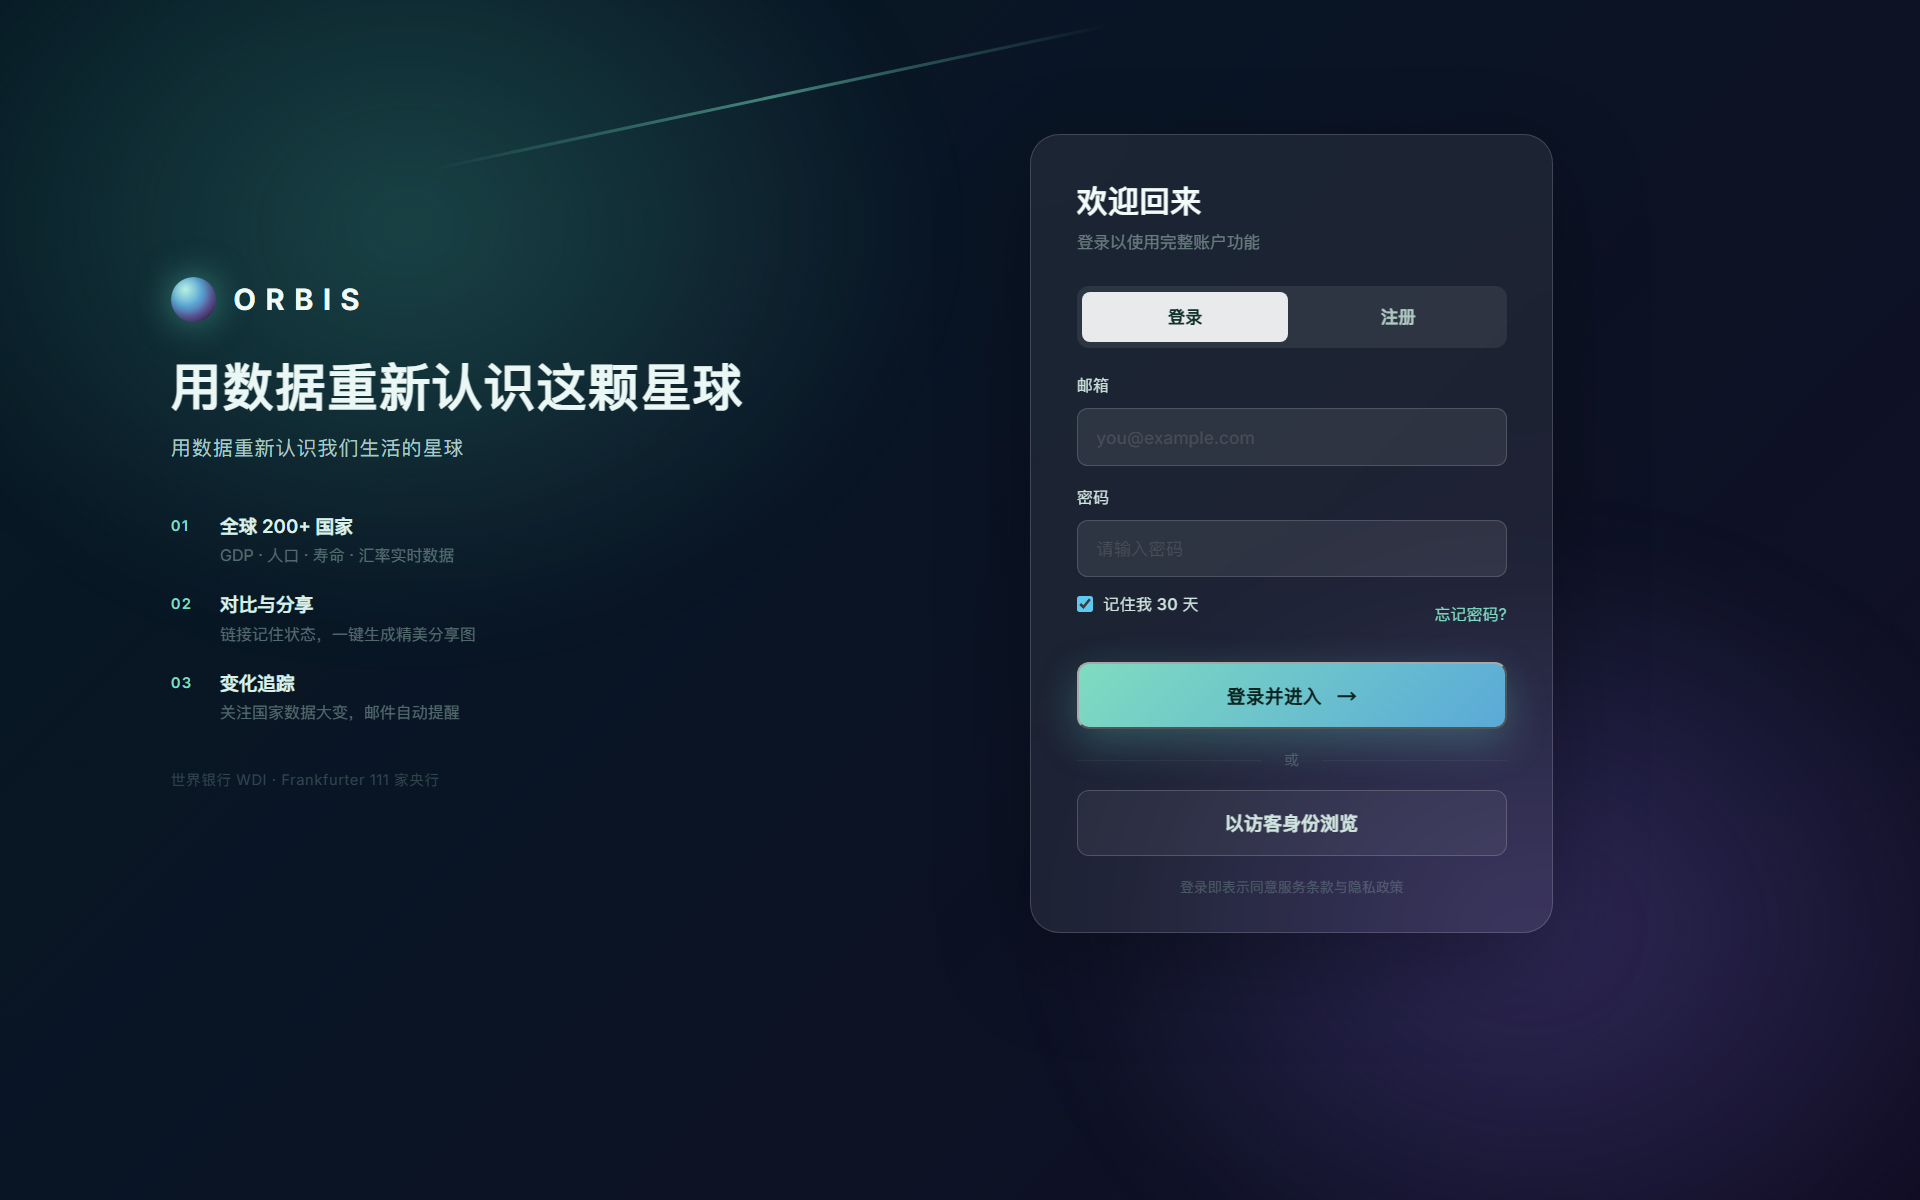 ORBIS
用数据重新认识这颗星球
用数据重新认识我们生活的星球
01 全球 200+ 国家
GDP · 人口 · 寿命 · 汇率实时数据
02 对比与分享
链接记住状态，一键生成精美分享图
03 变化追踪
关注国家数据大变，邮件自动提醒
世界银行 WDI · Frankfurter 111 家央行
欢迎回来
登录以使用完整账户功能
登录 注册
邮箱
you@example.com
密码
请输入密码
记住我 30 天
忘记密码?
登录并进入 →
或
以访客身份浏览
登录即表示同意服务条款与隐私政策